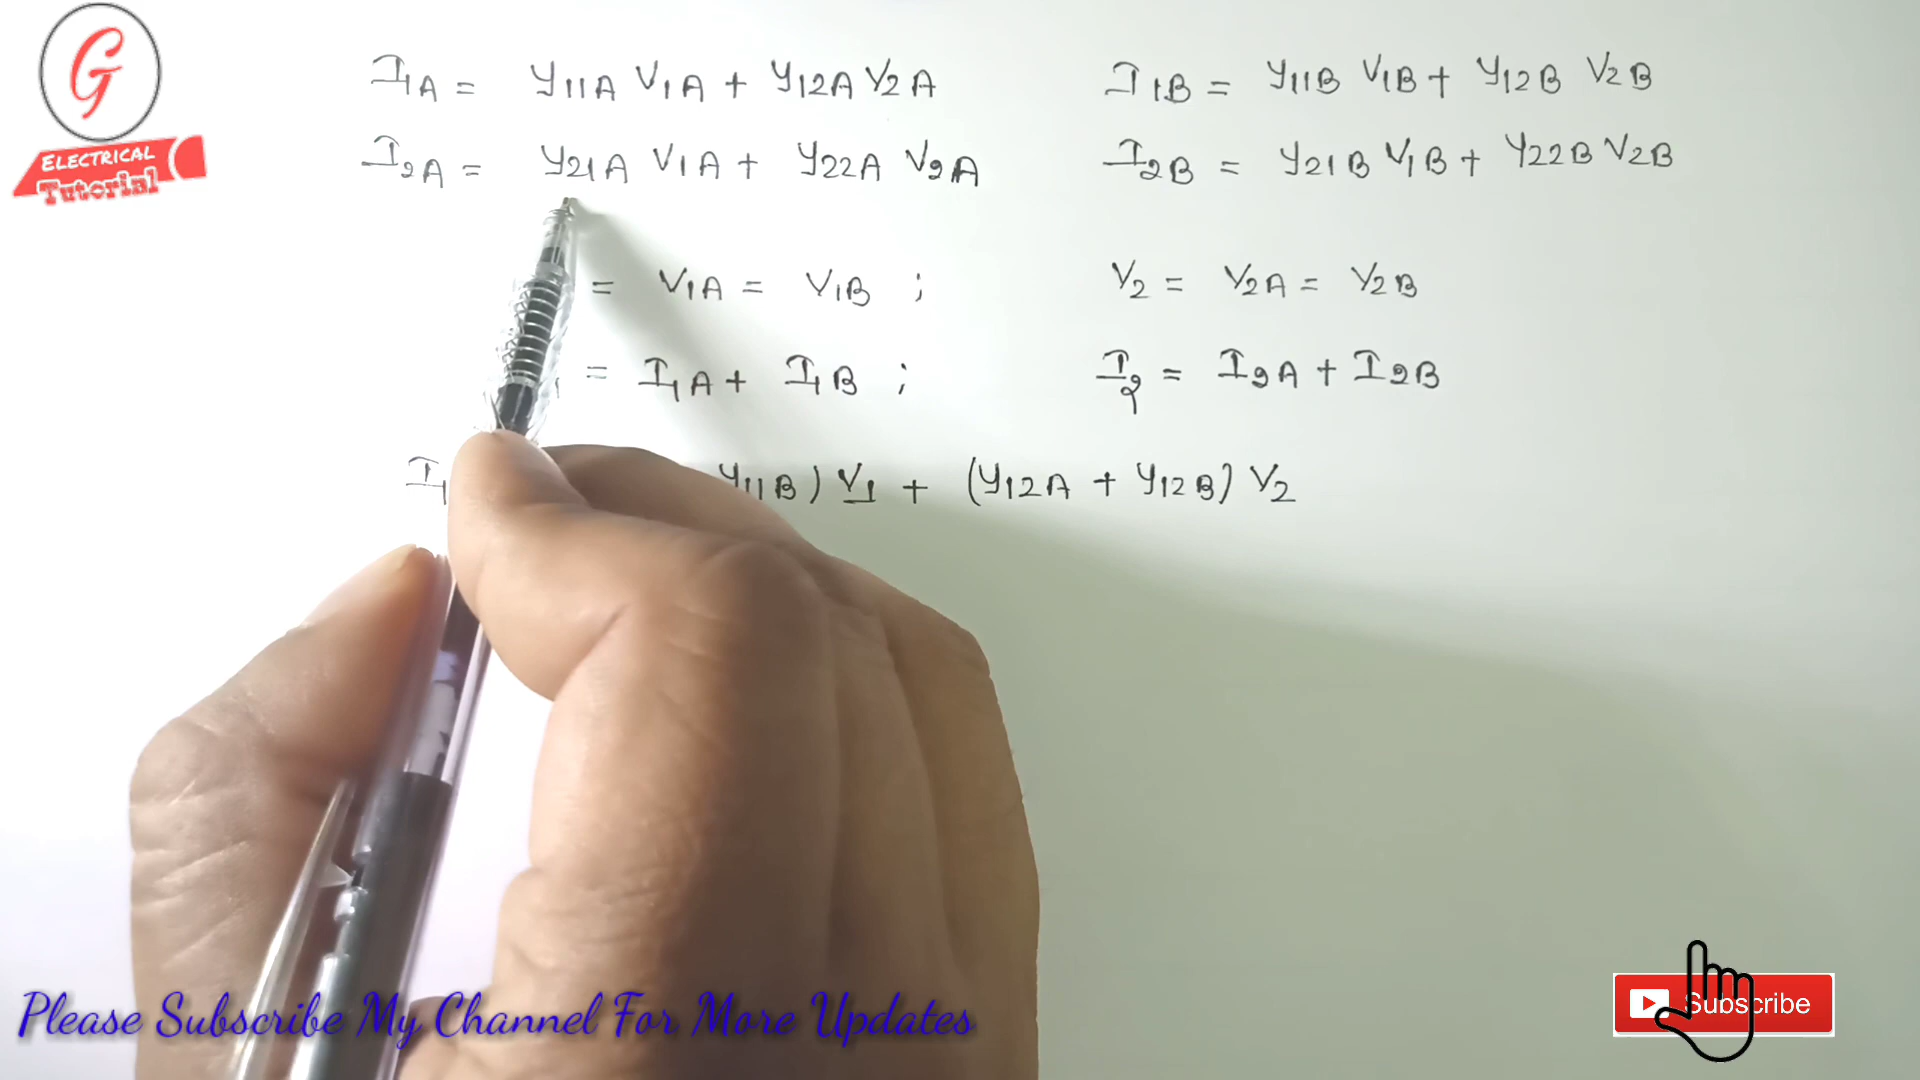 G
ELECTRICAL
Tutorial
I1A = Y11A V1A + Y12A V2A
I2A = Y21A V1A + Y22A V2A
I1B = Y11B V1B + Y12B V2B
I2B = Y21B V1B + Y22B V2B
= V1A = V1B ; V2 = V2A = V2B
= I1A + I1B ; I2 = I2A + I2B
I1 Y11B) V1 + (Y12A + Y12B) V2
Please Subscribe My Channel For More Updates
Subscribe